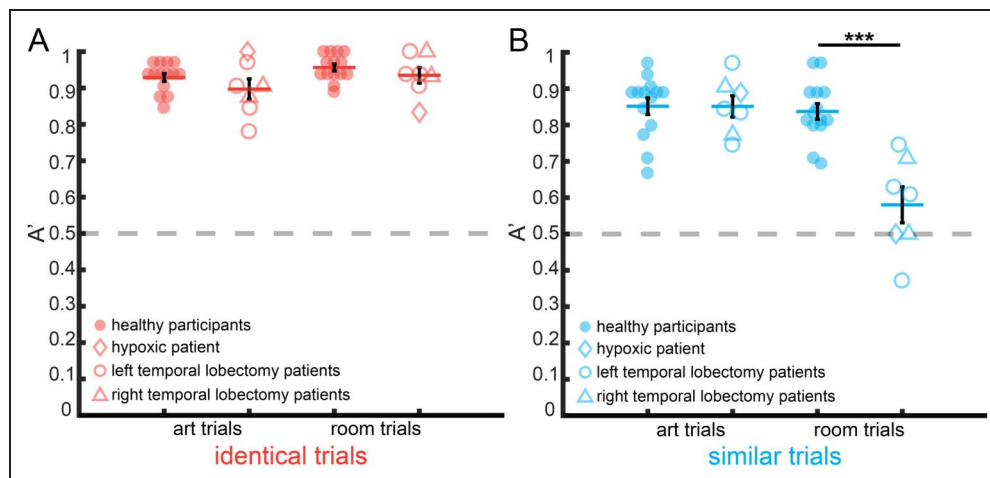 A
A'
1
0.9
0.8
0.7
0.6
0.5
0.4
0.3
0.2
0.1
0
healthy participants
hypoxic patient
left temporal lobectomy patients
right temporal lobectomy patients
art trials
room trials
identical trials
B
***
A'
1
0.9
0.8
0.7
0.6
0.5
0.4
0.3
0.2
0.1
0
healthy participants
hypoxic patient
left temporal lobectomy patients
right temporal lobectomy patients
art trials
room trials
similar trials